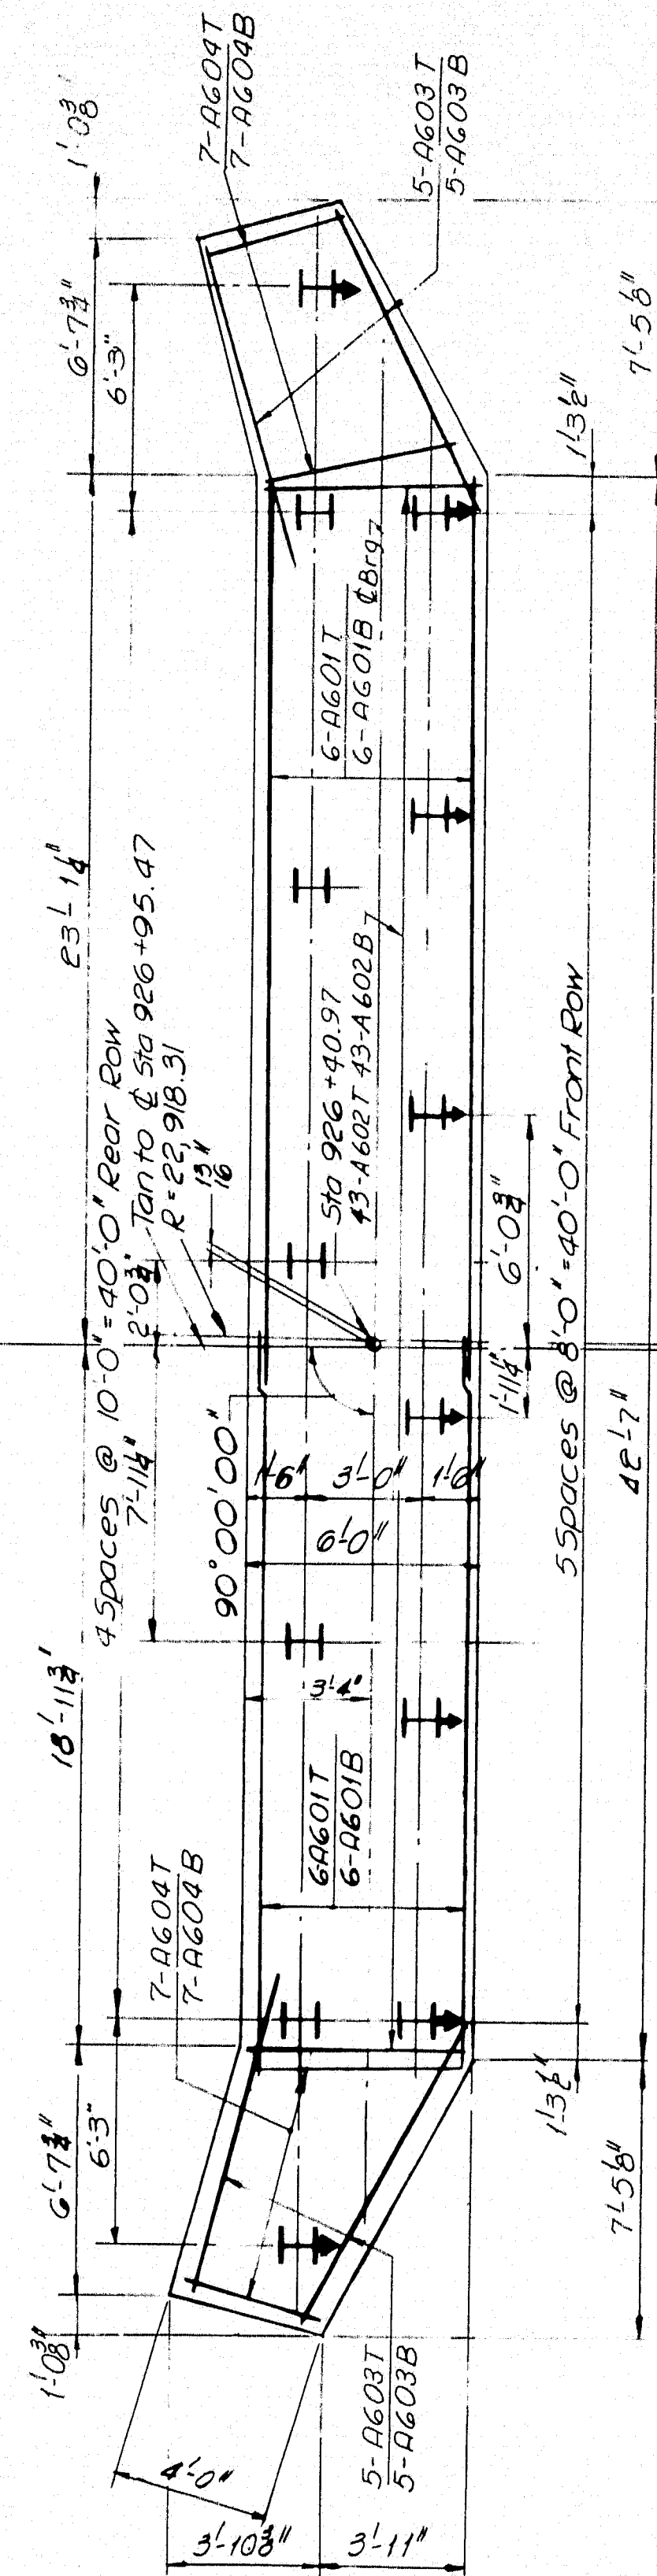 7-A604T
7-A604B
1'-0 3/8"
5-A603T
5-A603B
6'-7 3/4"
6'-3"
7'-5 1/8"
1'-3 1/2"
6-A601T
6-A601B ℄ Brg
23'-1 1/4"
4 Spaces @ 10'-0" = 40'-0" Rear Row
2'-0 3/4"
Tan to ℄ Sta 926+95.47
R=22,918.31
13/16"
Sta 926+40.97
43-A602T 43-A602B
6'-0 3/4"
1'-11 1/4"
5 Spaces @ 8'-0" = 40'-0" Front Row
42'-7"
7'-11 1/4"
90°00'00"
1'-6"
3'-0"
1'-6"
6'-0"
3'-4"
18'-11 3/4"
6A601T
6-A601B
7-A604T
7-A604B
6'-7 3/4"
6'-3"
1'-3 1/2"
7'-5 1/8"
1'-0 3/8"
5-A603T
5-A603B
4'-0"
3'-10 3/8"
3'-11"